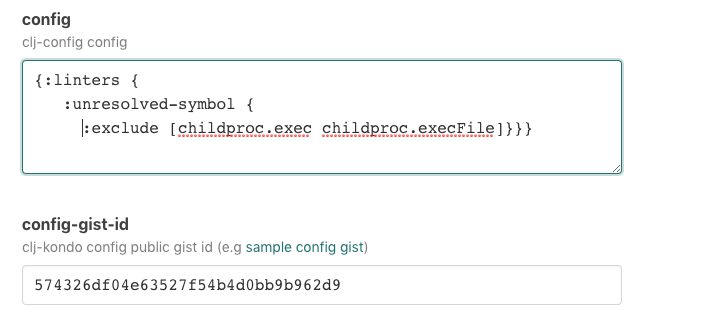 config
clj-config config
{:linters {
:unresolved-symbol {
:exclude [childproc.exec childproc.execFile]}}}
config-gist-id
clj-kondo config public gist id (e.g sample config gist)
574326df04e63527f54b4d0bb9b962d9